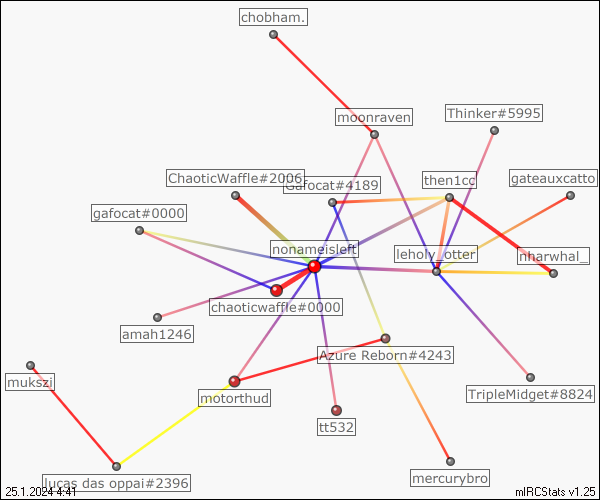 chobham.
moonraven
Thinker#5995
ChaoticWaffle#2006
Gafocat#4189
then1cc
gateauxcatto
gafocat#0000
nonameisleft
leholy_otter
nharwhal_
chaoticwaffle#0000
amah1246
Azure Reborn#4243
mukszi
motorthud
TripleMidget#8824
tt532
lucas das oppai#2396
mercurybro
25.1.2024 4:41
mIRCStats v1.25